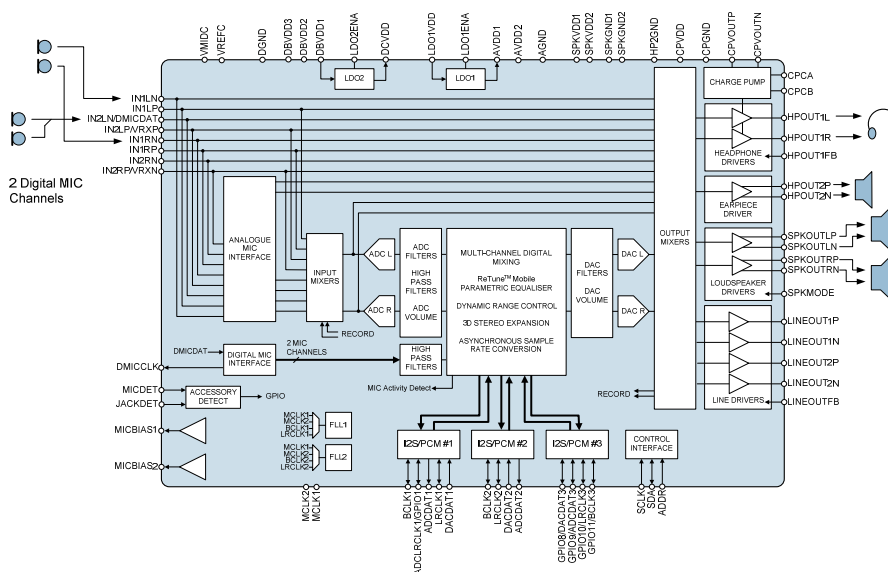 VMIDC
VREFC
DGND
DBVDD3
DBVDD2
DBVDD1
LDO2ENA
DCVDD
LDO1VDD
LDO1ENA
AVDD1
AVDD2
AGND
SPKVDD1
SPKVDD2
SPKGND1
SPKGND2
HP2GND
CPVDD
CPGND
CPVOUTP
CPVOUTN
LDO2
LDO1
IN1LN
IN1LP
IN2LN/DMICDAT
IN2LP/VRXP
IN1RN
IN1RP
IN2RN
IN2RP/VRXN
2 Digital MIC
Channels
DMICCLK
MICDET
JACKDET
MICBIAS1
MICBIAS2
ANALOGUE
MIC
INTERFACE
INPUT
MIXERS
RECORD
ADC L
ADC R
ADC
FILTERS
HIGH
PASS
FILTERS
ADC
VOLUME
MULTI-CHANNEL DIGITAL
MIXING
ReTune™ Mobile
PARAMETRIC EQUALISER
DYNAMIC RANGE CONTROL
3D STEREO EXPANSION
ASYNCHRONOUS SAMPLE
RATE CONVERSION
DAC
FILTERS
DAC
VOLUME
DAC L
DAC R
OUTPUT
MIXERS
CHARGE PUMP
CPCA
CPCB
HPOUT1L
HPOUT1R
HPOUT1FB
HEADPHONE
DRIVERS
HPOUT2P
HPOUT2N
EARPIECE
DRIVER
SPKOUTLP
SPKOUTLN
SPKOUTRP
SPKOUTRN
LOUDSPEAKER
DRIVERS
SPKMODE
LINEOUT1P
LINEOUT1N
LINEOUT2P
LINEOUT2N
LINEOUTFB
LINE DRIVERS
RECORD
DMICDAT
DIGITAL MIC
INTERFACE
2 MIC
CHANNELS
HIGH
PASS
FILTERS
MIC Activity Detect
ACCESSORY
DETECT
GPIO
MCLK1
MCLK2
BCLK1
LRCLK1
FLL1
MCLK1
MCLK2
BCLK2
LRCLK2
FLL2
I2S/PCM #1
I2S/PCM #2
I2S/PCM #3
CONTROL
INTERFACE
MCLK2
MCLK1
BCLK1
ADCLRCLK1/GPIO1
ADCDAT1
LRCLK1
DACDAT1
BCLK2
LRCLK2
DACDAT2
ADCDAT2
GPIO8/DACDAT3
GPIO9/ADCDAT3
GPIO10/LRCLK3
GPIO11/BCLK3
SCLK
SDA
ADDR